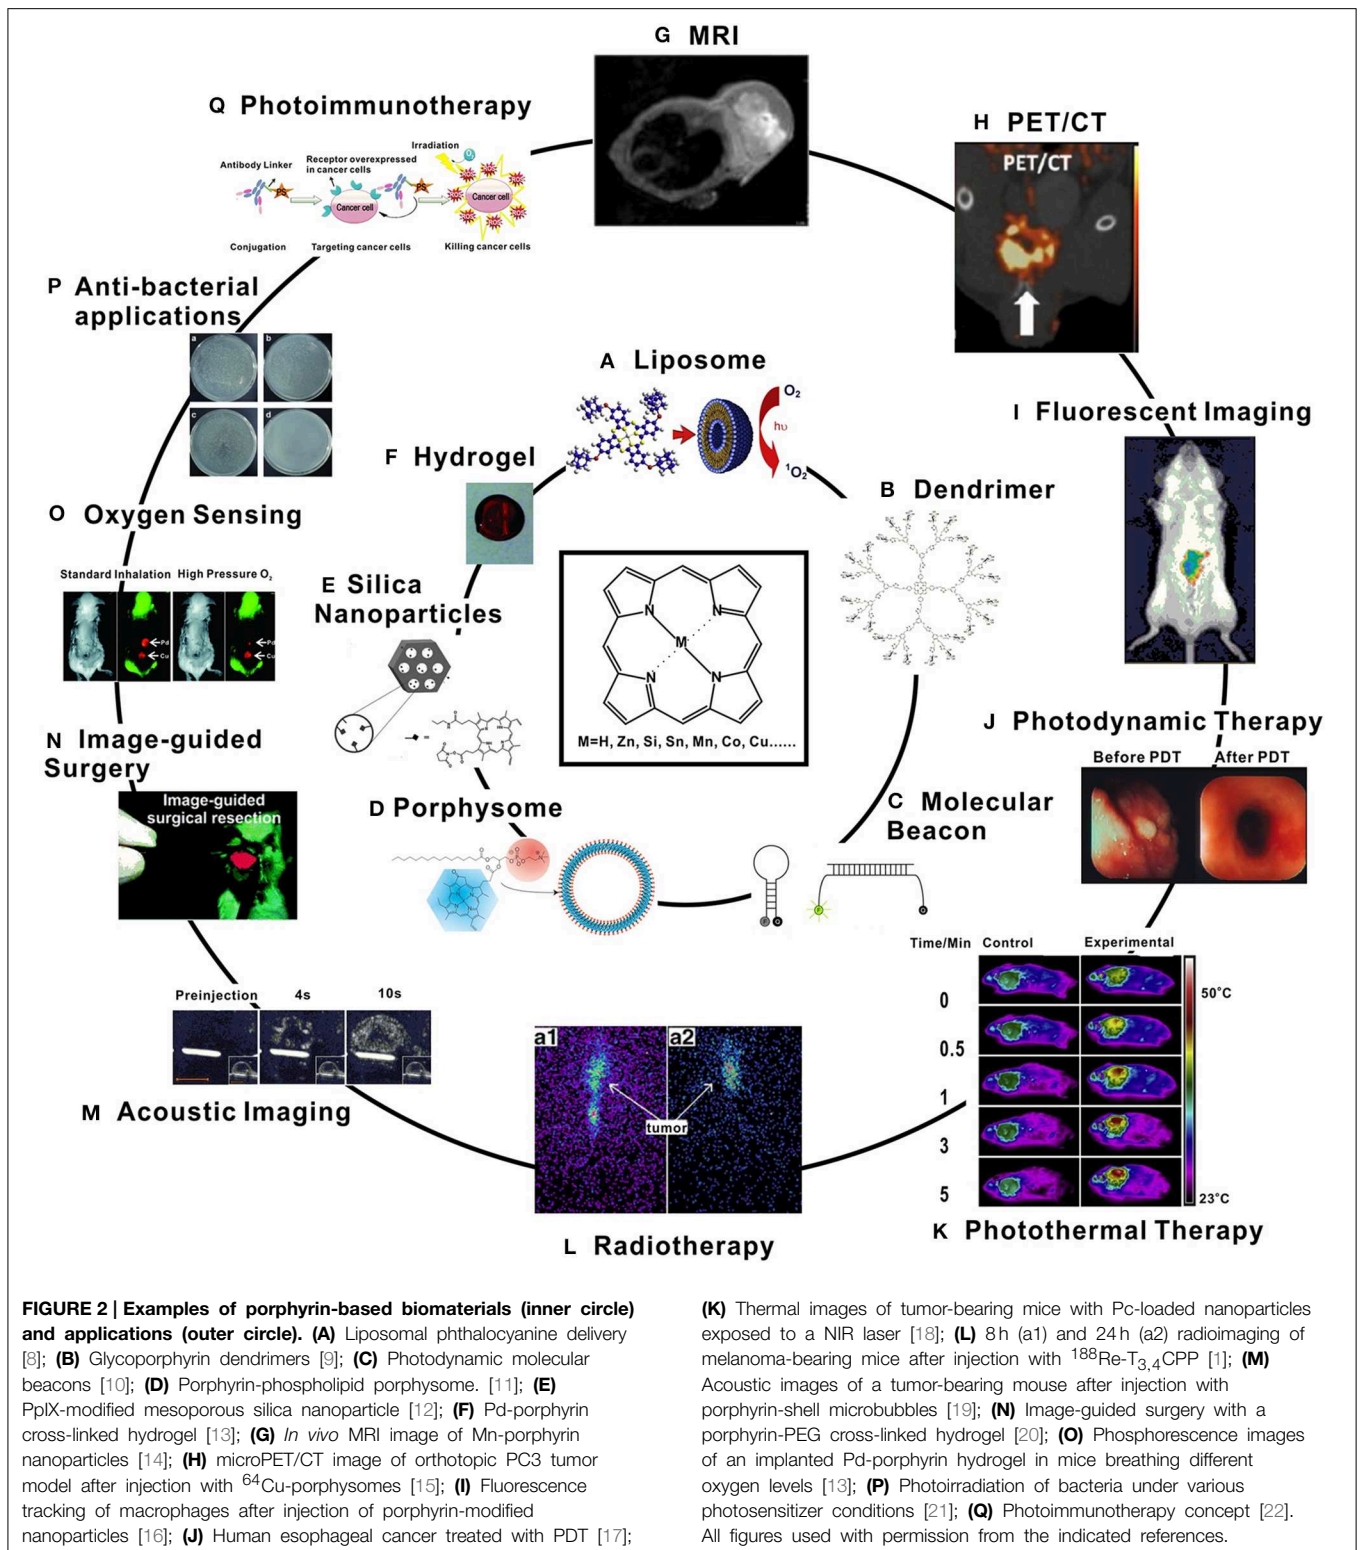 G MRI
Q Photoimmunotherapy
H PET/CT
PET/CT
Irradiation
O₂
Antibody Linker
Receptor overexpressed
in cancer cells
PS
PS
Cancer cell
Cancer cell
ROS
Conjugation
Targeting cancer cells
Killing cancer cells
P Anti-bacterial
applications
a
b
c
d
A Liposome
O₂
hυ
¹O₂
I Fluorescent Imaging
F Hydrogel
B Dendrimer
O Oxygen Sensing
Standard Inhalation
High Pressure O₂
Pd
Cu
Pd
Cu
E Silica
Nanoparticles
N
N
M
N
N
M=H, Zn, Si, Sn, Mn, Co, Cu......
J Photodynamic Therapy
Before PDT
After PDT
N Image-guided
Surgery
Image-guided
surgical resection
D Porphysome
C Molecular
Beacon
F
Q
F
Q
Time/Min
Control
Experimental
0
0.5
1
3
5
50°C
23°C
K Photothermal Therapy
Preinjection
4s
10s
M Acoustic Imaging
a1
a2
tumor
L Radiotherapy
FIGURE 2 | Examples of porphyrin-based biomaterials (inner circle)
and applications (outer circle). (A) Liposomal phthalocyanine delivery
[8]; (B) Glycoporphyrin dendrimers [9]; (C) Photodynamic molecular
beacons [10]; (D) Porphyrin-phospholipid porphysome. [11]; (E)
PpIX-modified mesoporous silica nanoparticle [12]; (F) Pd-porphyrin
cross-linked hydrogel [13]; (G) In vivo MRI image of Mn-porphyrin
nanoparticles [14]; (H) microPET/CT image of orthotopic PC3 tumor
model after injection with ⁶⁴Cu-porphysomes [15]; (I) Fluorescence
tracking of macrophages after injection of porphyrin-modified
nanoparticles [16]; (J) Human esophageal cancer treated with PDT [17];
(K) Thermal images of tumor-bearing mice with Pc-loaded nanoparticles
exposed to a NIR laser [18]; (L) 8 h (a1) and 24 h (a2) radioimaging of
melanoma-bearing mice after injection with ¹⁸⁸Re-T₃,₄CPP [1]; (M)
Acoustic images of a tumor-bearing mouse after injection with
porphyrin-shell microbubbles [19]; (N) Image-guided surgery with a
porphyrin-PEG cross-linked hydrogel [20]; (O) Phosphorescence images
of an implanted Pd-porphyrin hydrogel in mice breathing different
oxygen levels [13]; (P) Photoirradiation of bacteria under various
photosensitizer conditions [21]; (Q) Photoimmunotherapy concept [22].
All figures used with permission from the indicated references.